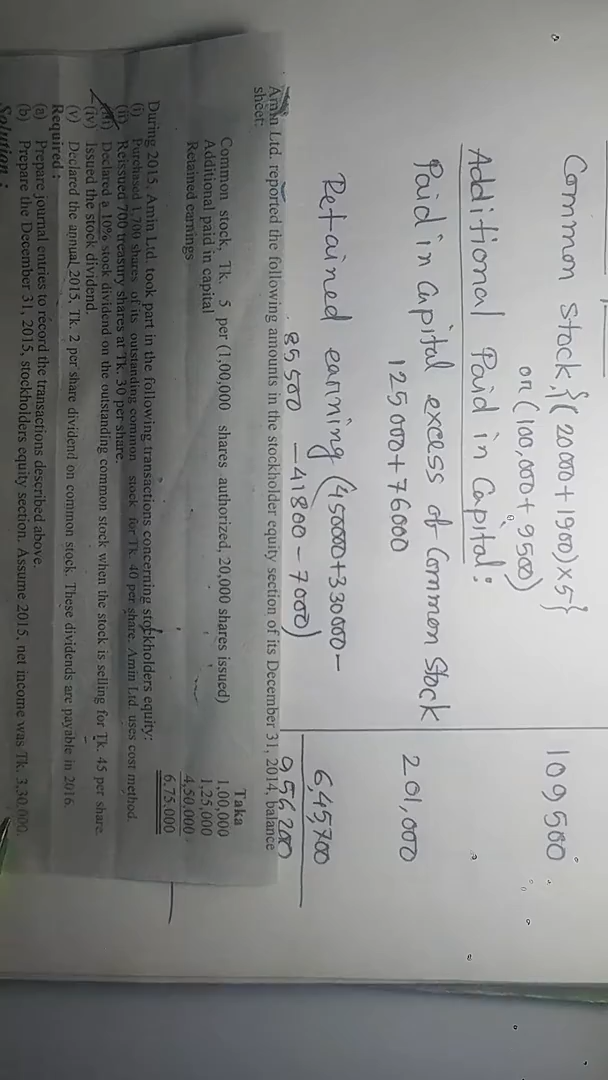 Common stock {(20000+1900)×5} 109500
or (100,000+9500)
Additional Paid in Capital:
Paid in Capital excess of Common Stock
125000+76000 201,000
Retained earning (450000+330000-
85500-41800-7000) 6,45,700
956200
Amin Ltd. reported the following amounts in the stockholder equity section of its December 31, 2014, balance
sheet:
Taka
Common stock, Tk. 5 per (1,00,000 shares authorized, 20,000 shares issued) 1,00,000
Additional paid in capital 1,25,000
Retained earnings 4,50,000
6,75,000
During 2015, Amin Ltd. took part in the following transactions concerning stockholders equity:
(i) Purchased 1,700 shares of its outstanding common stock for Tk. 40 per share. Amin Ltd. uses cost method.
(ii) Reissued 700 treasury shares at Tk. 30 per share.
(iii) Declared a 10% stock dividend on the outstanding common stock when the stock is selling for Tk. 45 per share.
(iv) Issued the stock dividend.
(v) Declared the annual 2015, Tk. 2 per share dividend on common stock. These dividends are payable in 2016.
Required :
(a) Prepare journal entries to record the transactions described above.
(b) Prepare the December 31, 2015, stockholders equity section. Assume 2015, net income was Tk. 3,30,000.
Solution :